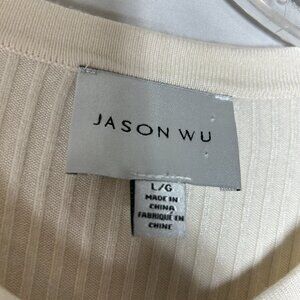 JASON WU
L/G
MADE IN
CHINA
FABRIQUÉ EN
CHINE